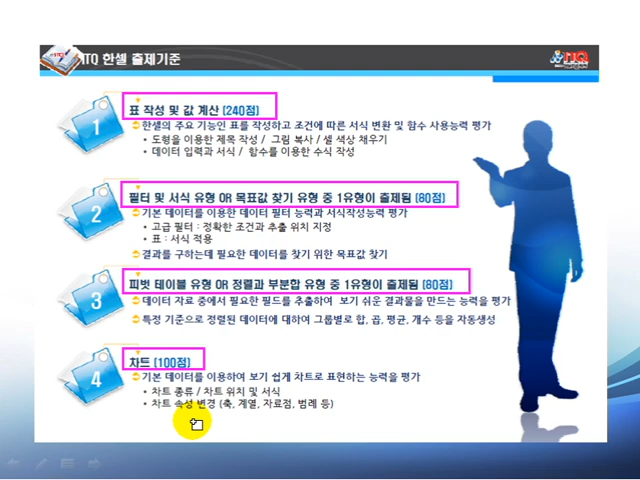 ITQ 한셀 출제기준
ITQ
1
표 작성 및 값 계산 (240점)
한셀의 주요 기능인 표를 작성하고 조건에 따른 서식 변환 및 함수 사용능력 평가
• 도형을 이용한 제목 작성 / 그림 복사 / 셀 색상 채우기
• 데이터 입력과 서식 / 함수를 이용한 수식 작성
2
필터 및 서식 유형 OR 목표값 찾기 유형 중 1유형이 출제됨 (80점)
기본 데이터를 이용한 데이터 필터 능력과 서식작성능력 평가
• 고급 필터 : 정확한 조건과 추출 위치 지정
• 표 : 서식 적용
결과를 구하는데 필요한 데이터를 찾기 위한 목표값 찾기
3
피벗 테이블 유형 OR 정렬과 부분합 유형 중 1유형이 출제됨 (80점)
데이터 자료 중에서 필요한 필드를 추출하여 보기 쉬운 결과물을 만드는 능력을 평가
특정 기준으로 정렬된 데이터에 대하여 그룹별로 합, 곱, 평균, 개수 등을 자동생성
4
차트 (100점)
기본 데이터를 이용하여 보기 쉽게 차트로 표현하는 능력을 평가
• 차트 종류 / 차트 위치 및 서식
• 차트 속성 변경 (축, 계열, 자료점, 범례 등)